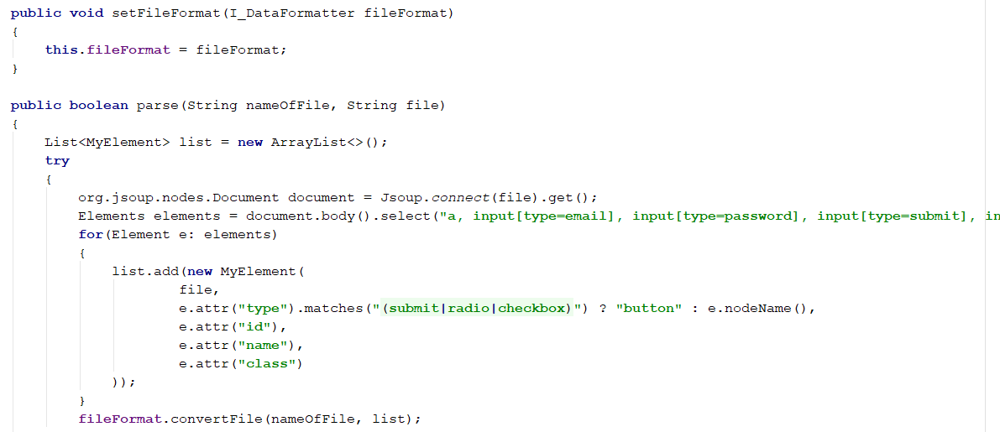 public void setFileFormat(I_DataFormatter fileFormat)
{
    this.fileFormat = fileFormat;
}
public boolean parse(String nameOfFile, String file)
{
    List<MyElement> list = new ArrayList<>();
    try
    {
        org.jsoup.nodes.Document document = Jsoup.connect(file).get();
        Elements elements = document.body().select("a, input[type=email], input[type=password], input[type=submit], in
        for(Element e: elements)
        {
            list.add(new MyElement(
                    file,
                    e.attr("type").matches("(submit|radio|checkbox)") ? "button" : e.nodeName(),
                    e.attr("id"),
                    e.attr("name"),
                    e.attr("class")
            ));
        }
        fileFormat.convertFile(nameOfFile, list);